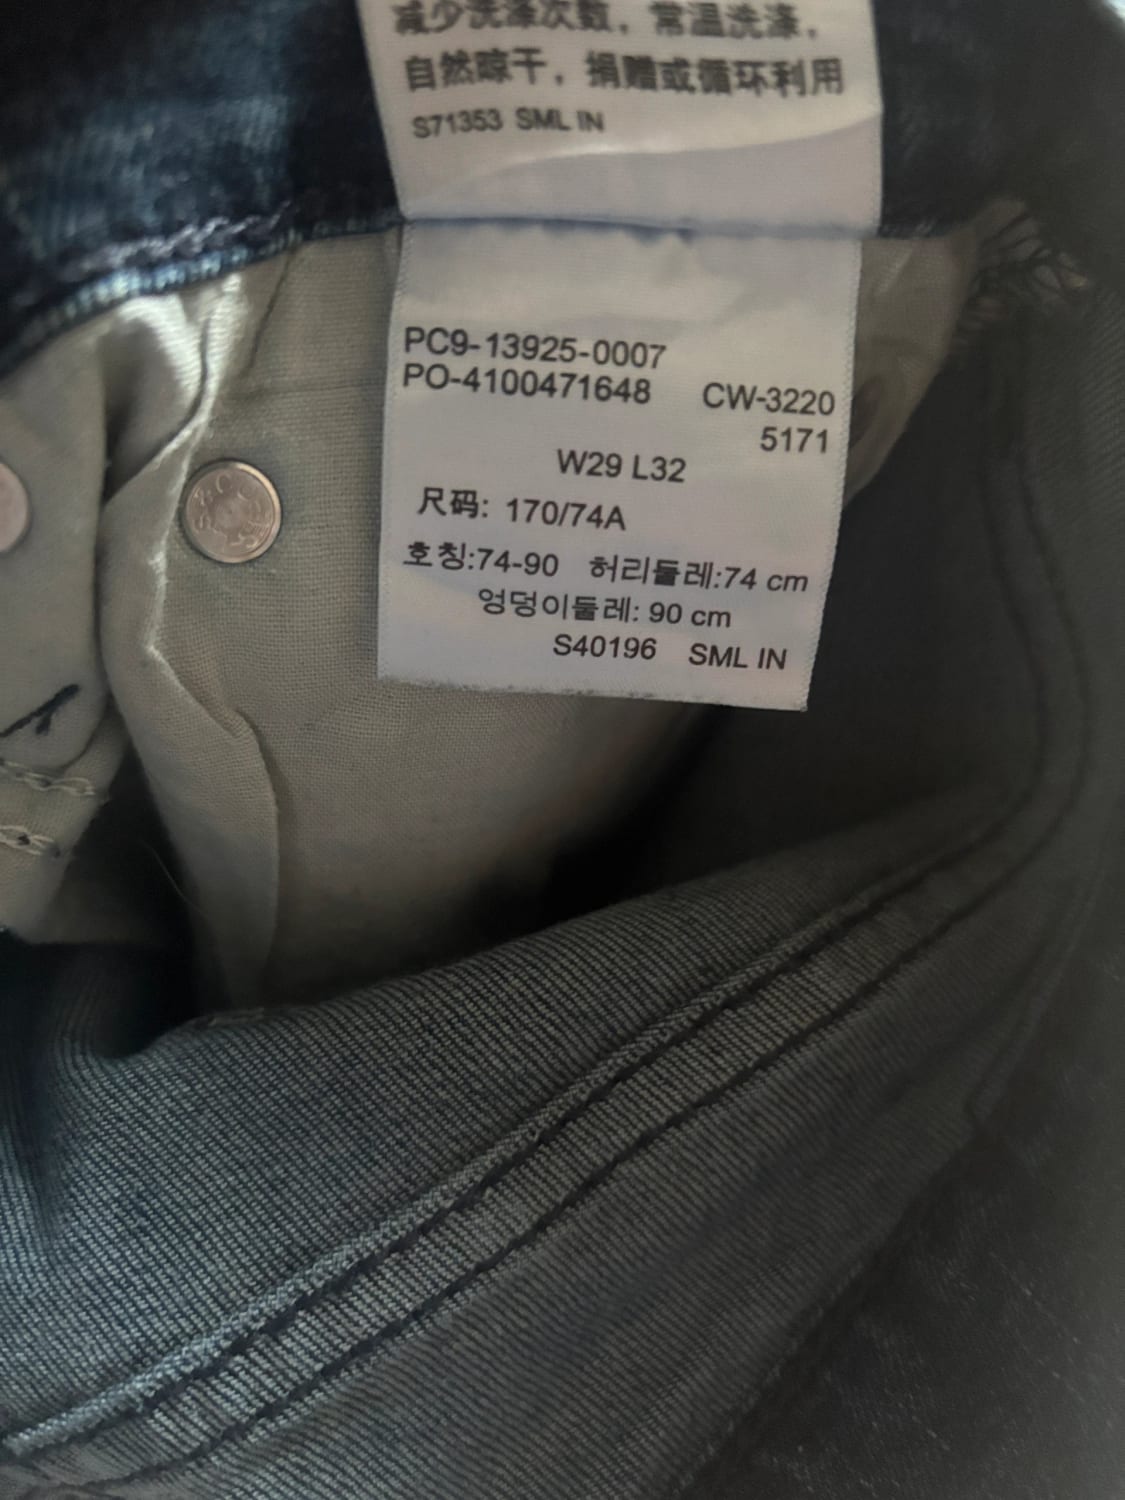 减少洗涤次数，常温洗涤，
自然晾干，捐赠或循环利用
S71353 SML IN
PC9-13925-0007
PO-4100471648 CW-3220
5171
W29 L32
尺码: 170/74A
호칭:74-90 허리둘레:74 cm
엉덩이둘레: 90 cm
S40196 SML IN